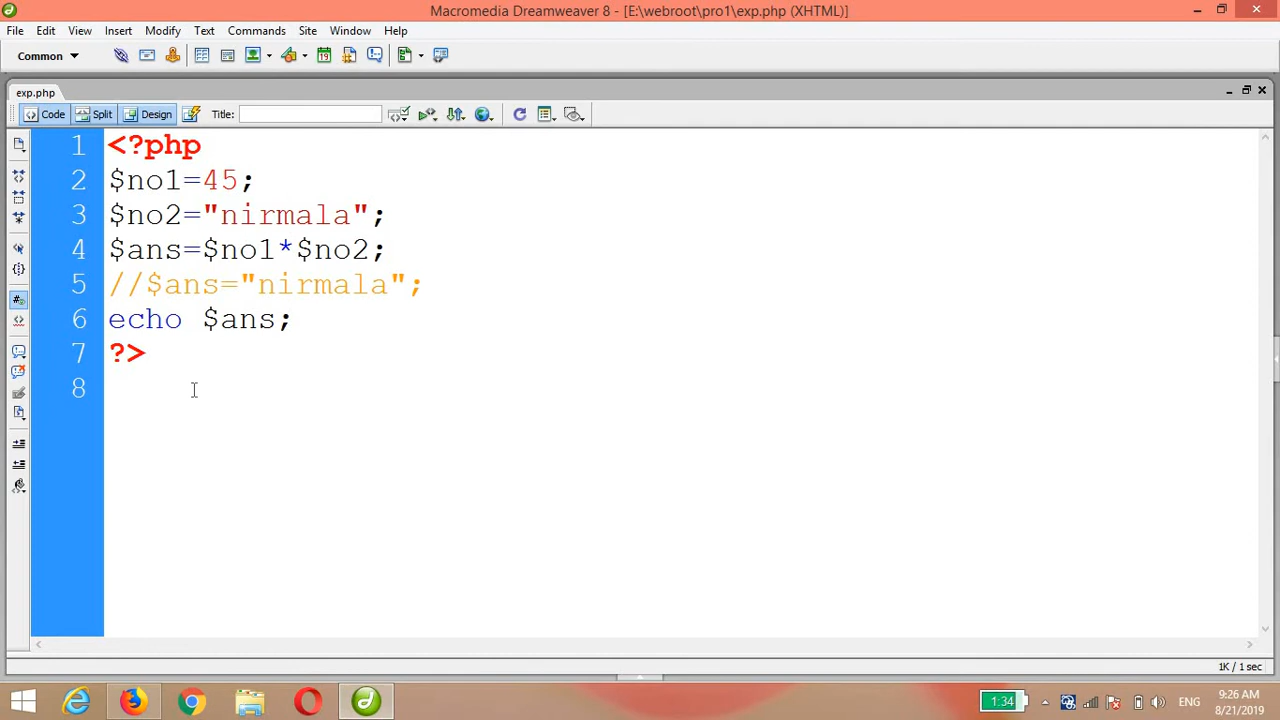 Macromedia Dreamweaver 8 - [E:\webroot\pro1\exp.php (XHTML)]
File Edit View Insert Modify Text Commands Site Window Help
Common
exp.php
Code Split Design Title:
1 <?php
2 $no1=45;
3 $no2="nirmala";
4 $ans=$no1*$no2;
5 //$ans="nirmala";
6 echo $ans;
7 ?>
8
1K / 1 sec
1:34 ENG 9:26 AM
8/21/2019